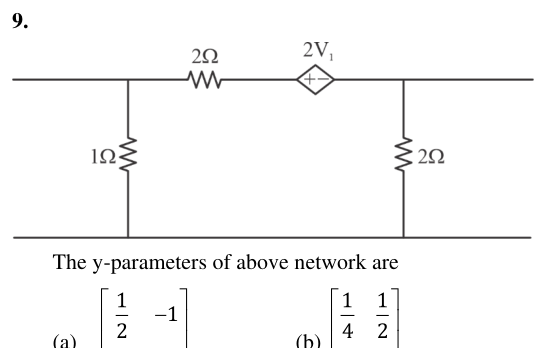 9.
2Ω
2V₁
+−
1Ω
2Ω
The y-parameters of above network are
(a) [ 1/2 −1
(b) [ 1/4 1/2 ]